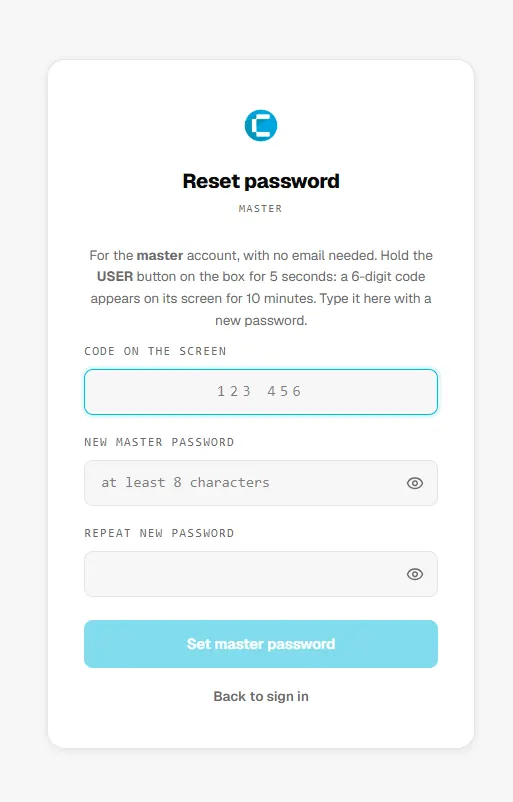 Reset password
MASTER
For the master account, with no email needed. Hold the
USER button on the box for 5 seconds: a 6-digit code
appears on its screen for 10 minutes. Type it here with a
new password.
CODE ON THE SCREEN
123 456
NEW MASTER PASSWORD
at least 8 characters
REPEAT NEW PASSWORD
Set master password
Back to sign in